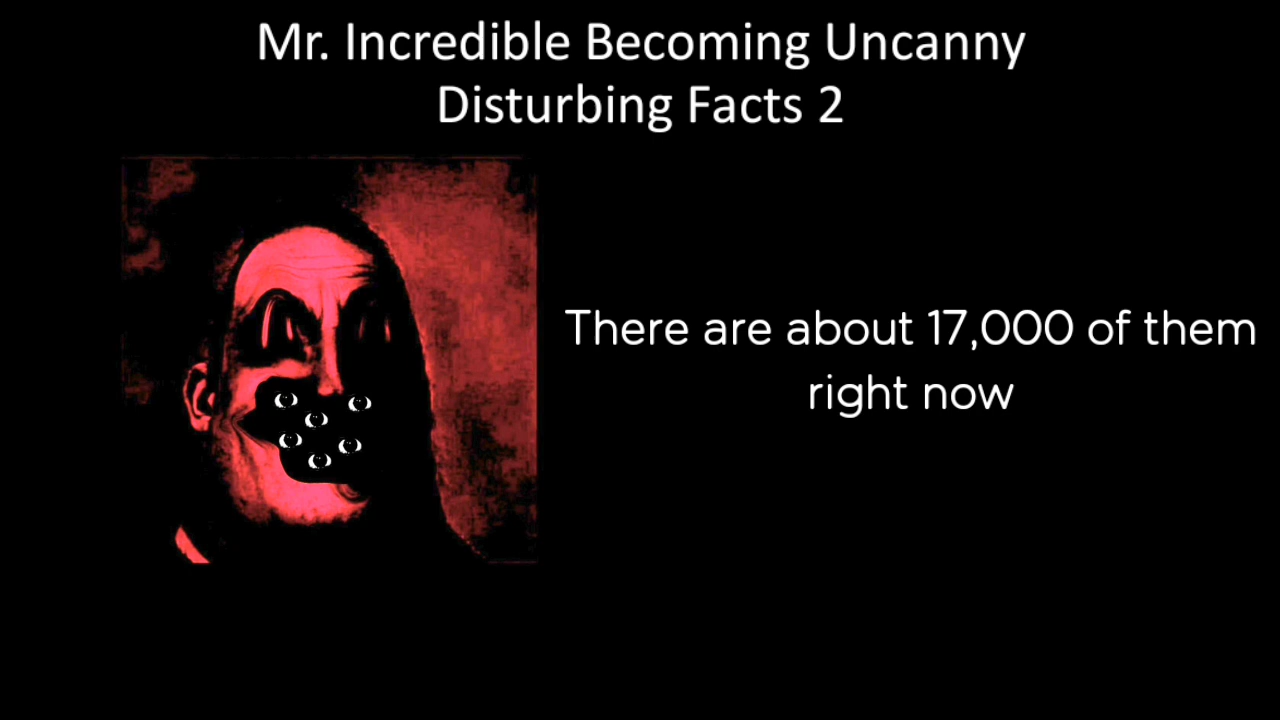 Mr. Incredible Becoming Uncanny
Disturbing Facts 2
There are about 17,000 of them
right now